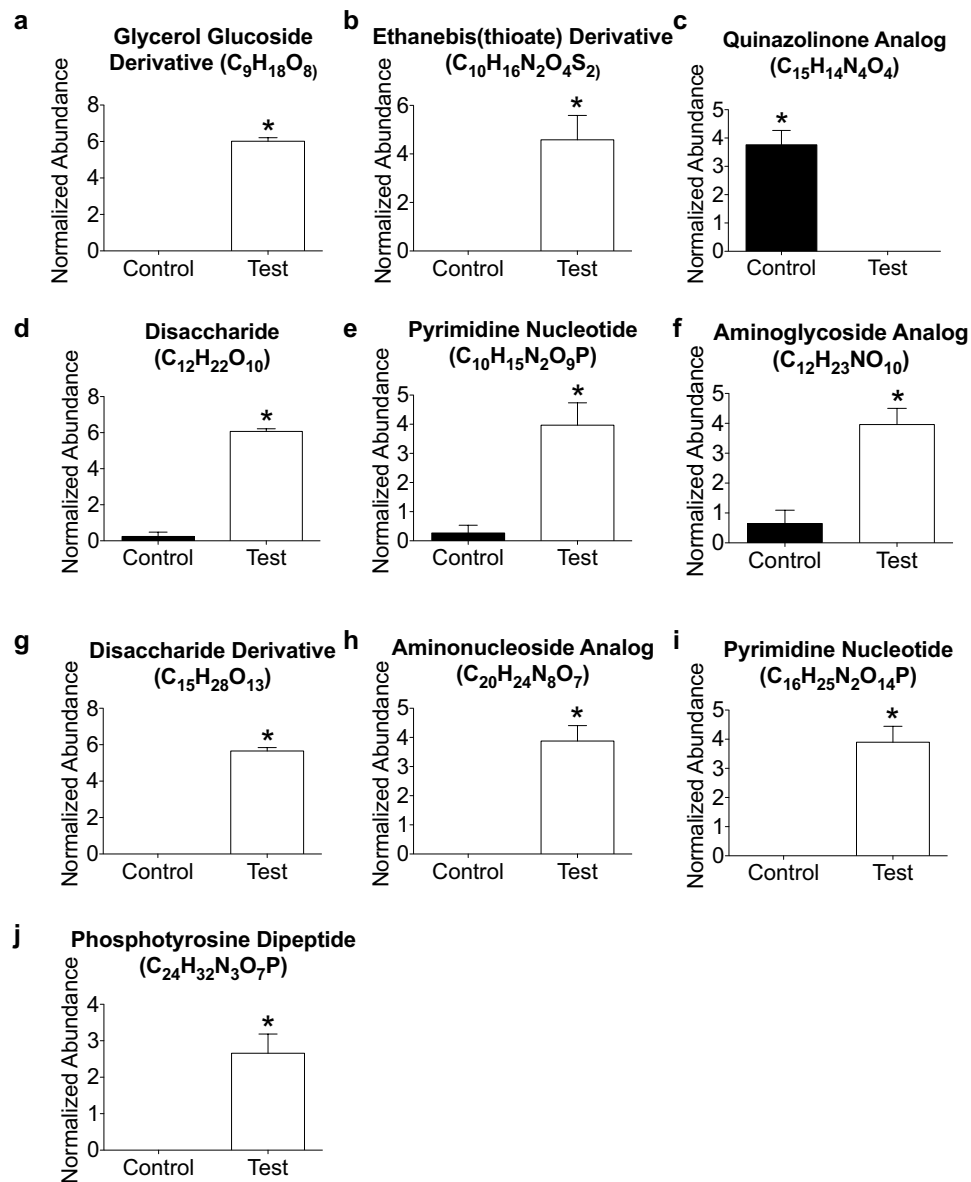 a
Glycerol Glucoside
Derivative (C₉H₁₈O₈)
Normalized Abundance
8
6
4
2
0
*
Control Test
b
Ethanebis(thioate) Derivative
(C₁₀H₁₆N₂O₄S₂)
Normalized Abundance
6
4
2
0
*
Control Test
c
Quinazolinone Analog
(C₁₅H₁₄N₄O₄)
Normalized Abundance
5
4
3
2
1
0
*
Control Test
d
Disaccharide
(C₁₂H₂₂O₁₀)
Normalized Abundance
8
6
4
2
0
*
Control Test
e
Pyrimidine Nucleotide
(C₁₀H₁₅N₂O₉P)
Normalized Abundance
5
4
3
2
1
0
*
Control Test
f
Aminoglycoside Analog
(C₁₂H₂₃NO₁₀)
Normalized Abundance
5
4
3
2
1
0
*
Control Test
g
Disaccharide Derivative
(C₁₅H₂₈O₁₃)
Normalized Abundance
8
6
4
2
0
*
Control Test
h
Aminonucleoside Analog
(C₂₀H₂₄N₈O₇)
Normalized Abundance
5
4
3
2
1
0
*
Control Test
i
Pyrimidine Nucleotide
(C₁₆H₂₅N₂O₁₄P)
Normalized Abundance
5
4
3
2
1
0
*
Control Test
j
Phosphotyrosine Dipeptide
(C₂₄H₃₂N₃O₇P)
Normalized Abundance
4
3
2
1
0
*
Control Test